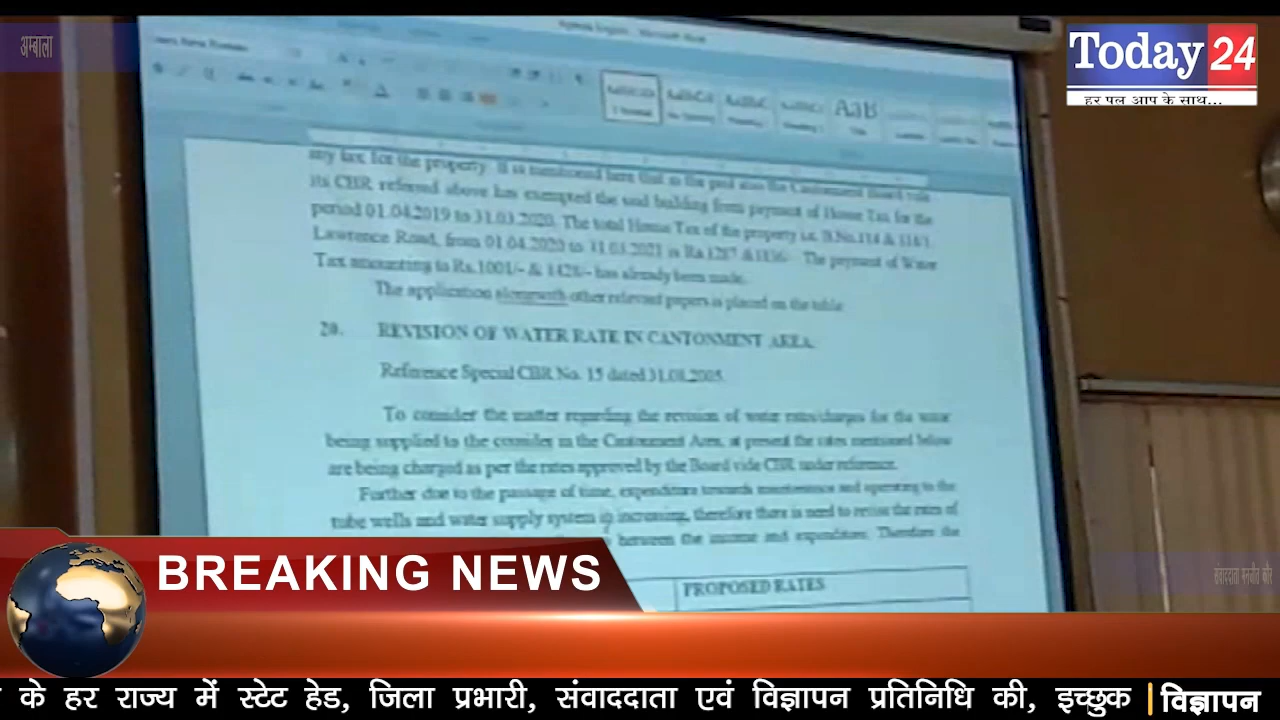 अम्बाला
Today 24
हर पल आप के साथ...
any tax for the property. It is mentioned here that in the past also the Cantonment Board vide
its CBR referred above has exempted the said building from payment of House Tax for the
period 01.04.2019 to 31.03.2020. The total House Tax of the property i.e. B.No.114 &
Lawrence Road, from 01.04.2020 to 31.03.2021 is Rs. The payment of Water
Tax amounting to Rs.1001/- & 1428/- has already been made.
The application alongwith other relevant papers is placed on the table
20. REVISION OF WATER RATE IN CANTONMENT AREA.
Reference Special CBR No. 15 dated 31.08.2005.
To consider the matter regarding the revision of water rates/charges for the water
being supplied to the consider in the Cantonment Area, at present the rates mentioned below
are being charged as per the rates approved by the Board vide CBR under reference.
Further due to the passage of time, expenditure towards maintenance and operating to the
tube wells and water supply system is increasing, therefore there is need to revise the rates of
between the income and expenditure. Therefore the
PROPOSED RATES
संवाददाता मनजीत कौर
BREAKING NEWS
के हर राज्य में स्टेट हेड, जिला प्रभारी, संवाददाता एवं विज्ञापन प्रतिनिधि की, इच्छुक
विज्ञापन